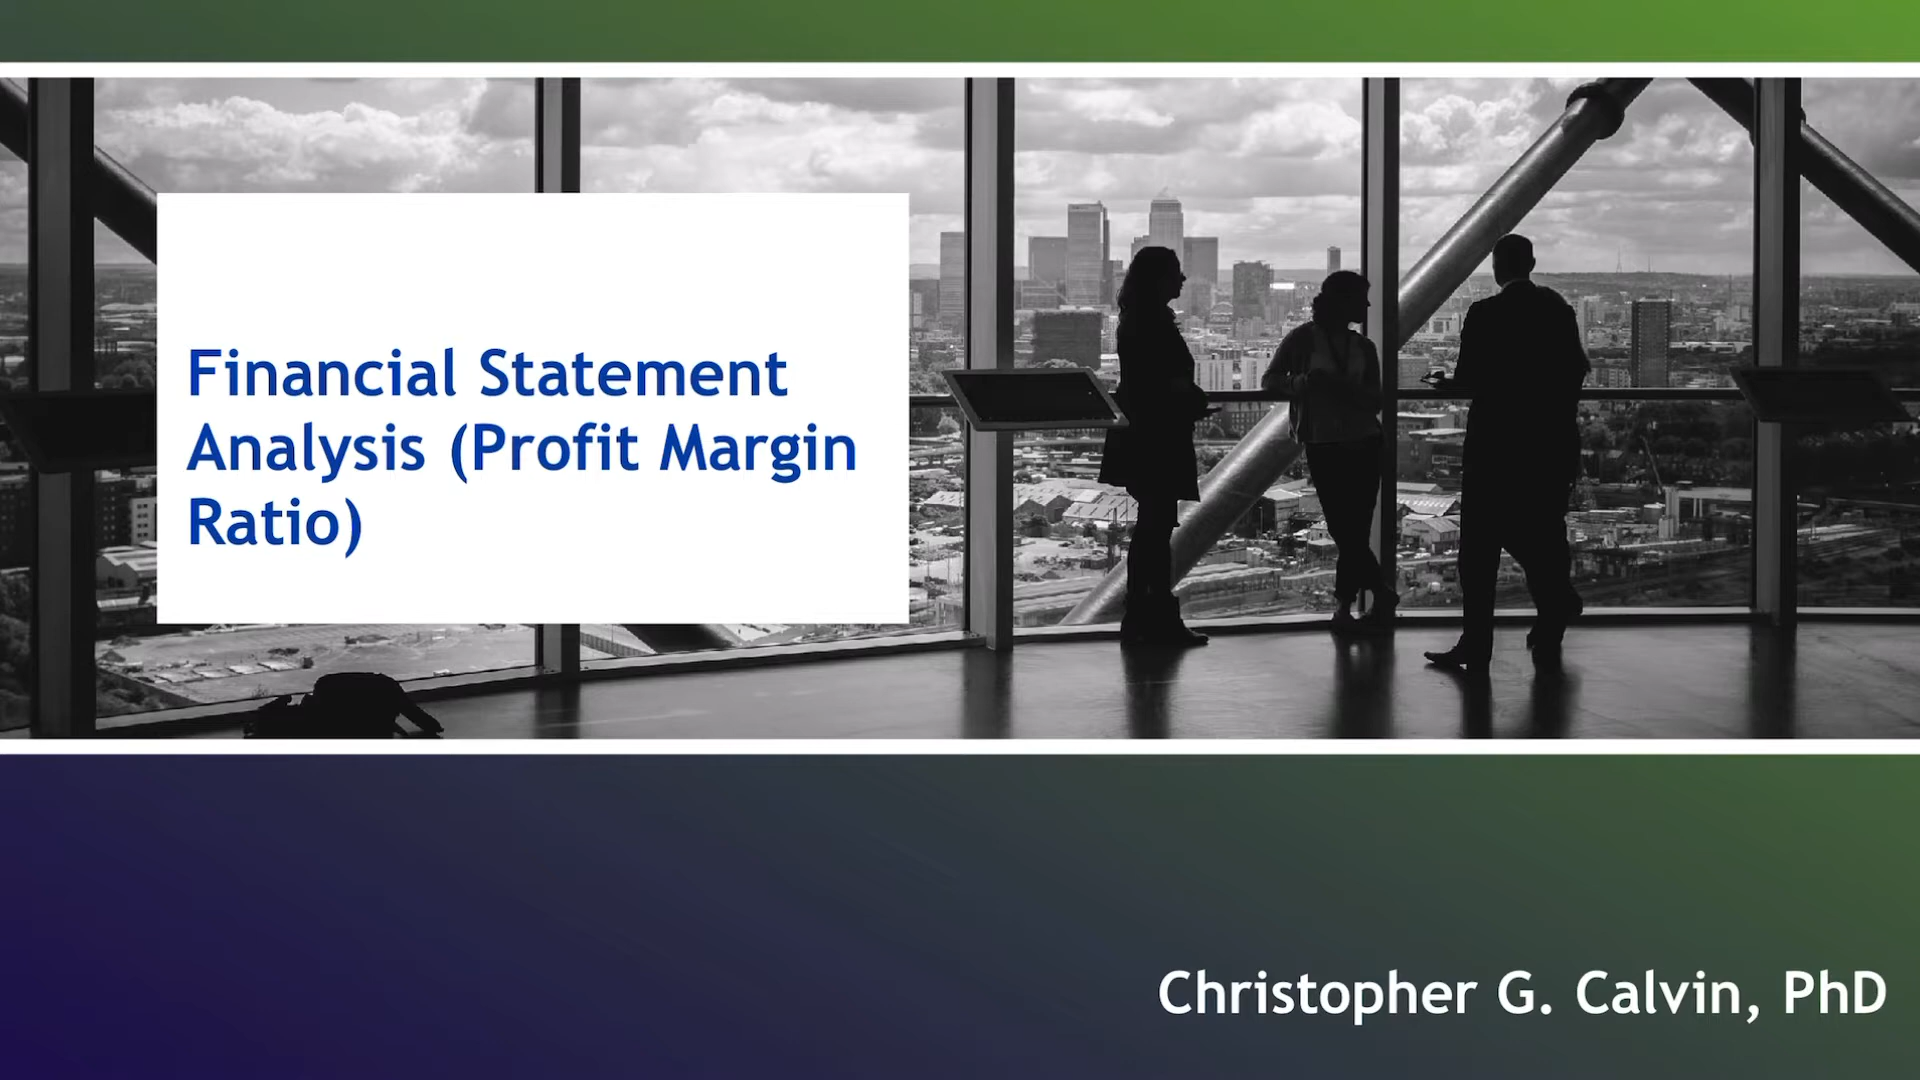 Financial Statement
Analysis (Profit Margin
Ratio)
Christopher G. Calvin, PhD